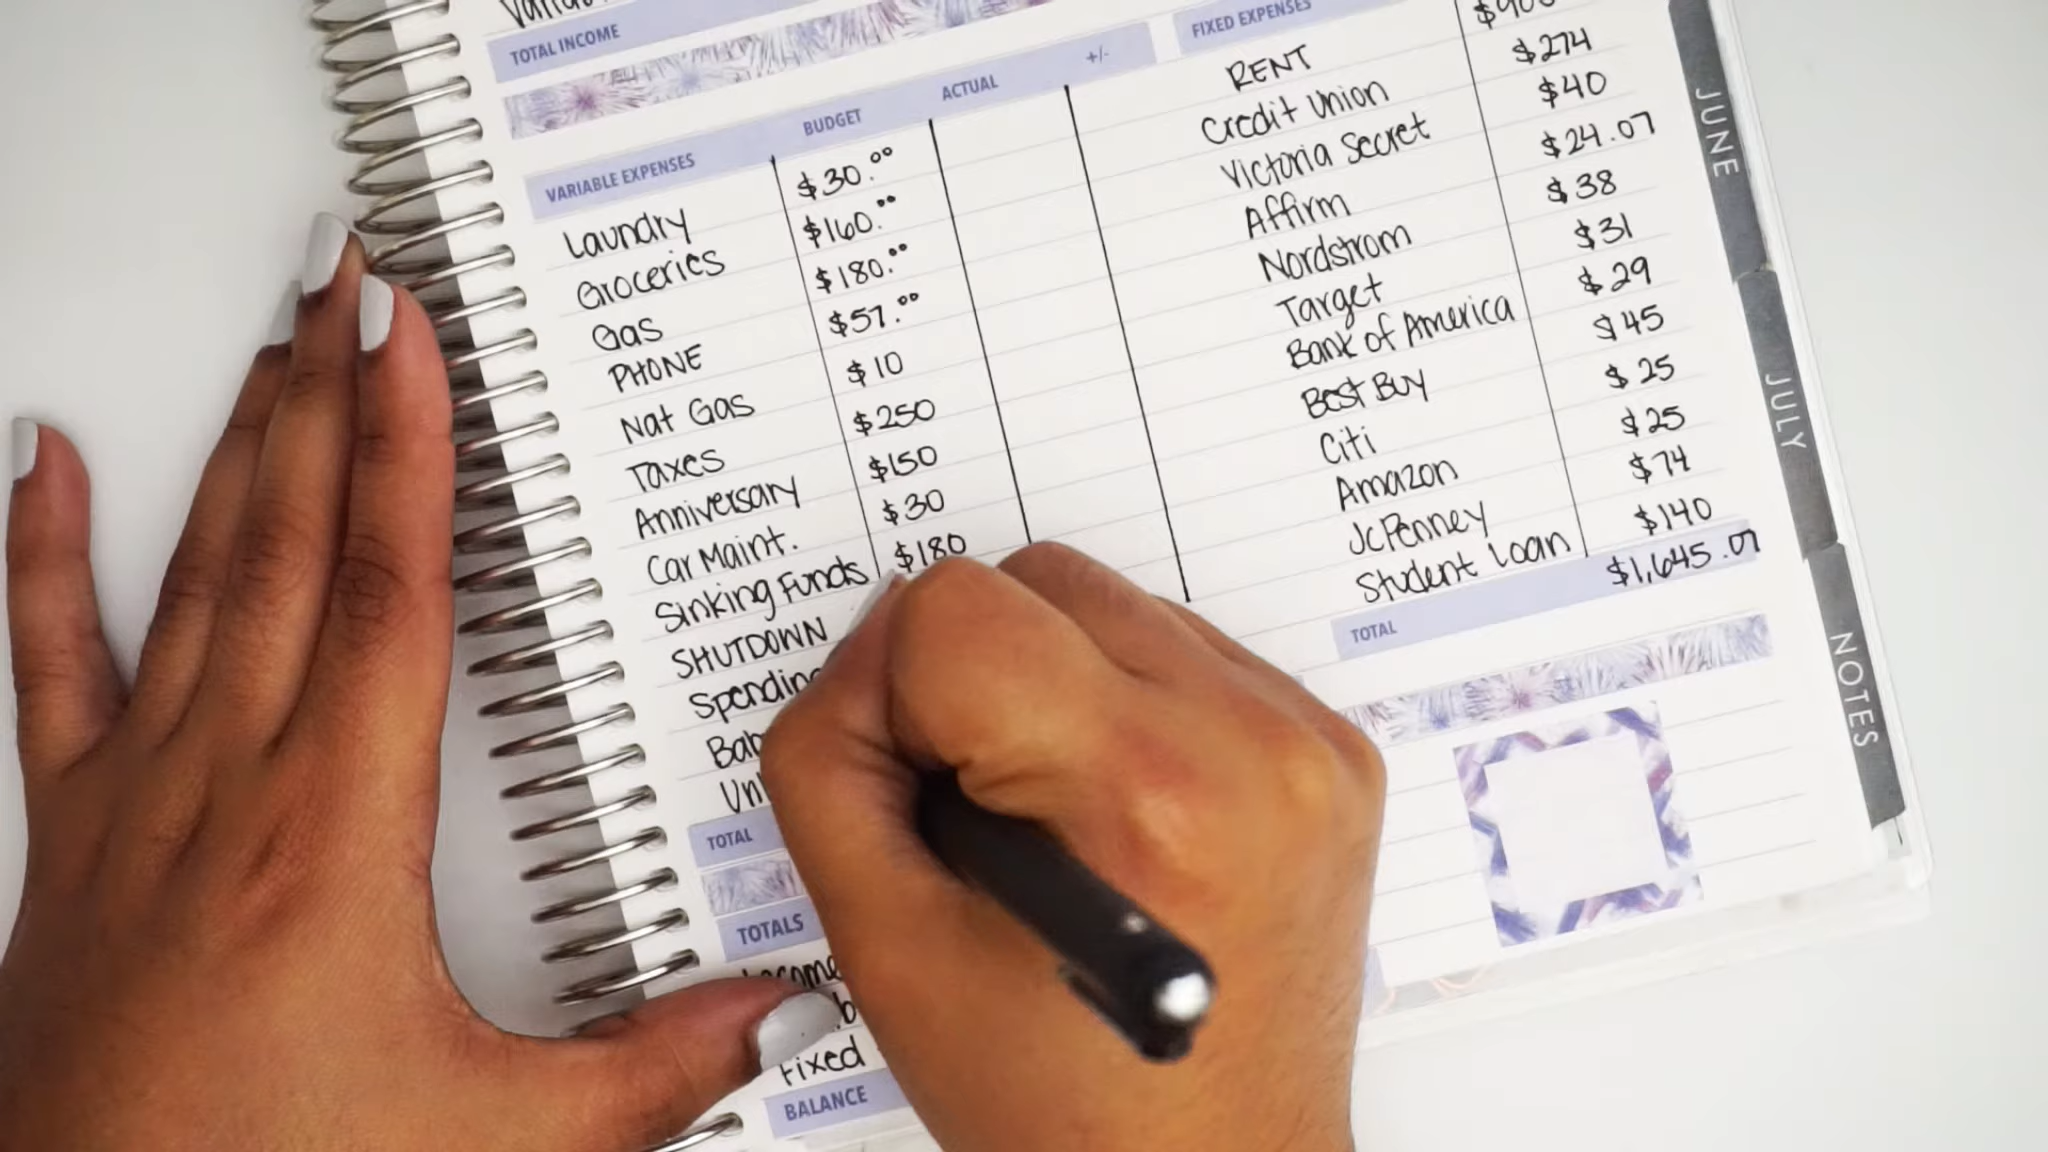 TOTAL INCOME
VARIABLE EXPENSES BUDGET ACTUAL +/-
Laundry $30.00
Groceries $160.00
Gas $180.00
PHONE $57.00
Nat Gas $10
Taxes $250
Anniversary $150
Car Maint. $30
Sinking Funds $180
SHUTDOWN
Spending
TOTAL
TOTALS
Fixed
BALANCE
FIXED EXPENSES
RENT
Credit Union $274
Victoria Secret $40
Affirm $24.07
Nordstrom $38
Target $31
Bank of America $29
Best Buy $45
Citi $25
Amazon $25
JCPenney $74
Student Loan $140
TOTAL $1,645.07
JUNE
JULY
NOTES